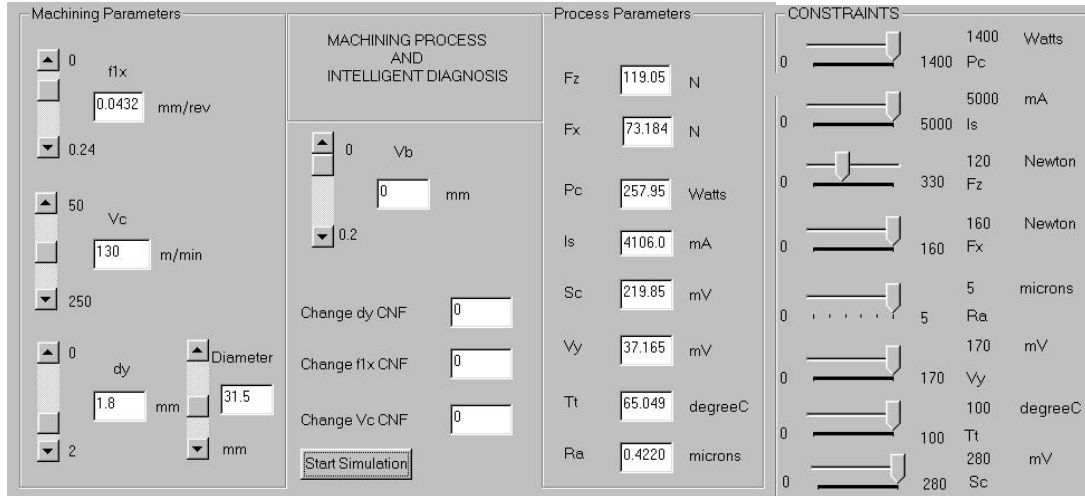 Machining Parameters
0
f1x
0.0432 mm/rev
0.24
50
Vc
130 m/min
250
0
dy
1.8 mm
2
Diameter
31.5
mm
MACHINING PROCESS
AND
INTELLIGENT DIAGNOSIS
0 Vb
0 mm
0.2
Change dy CNF 0
Change f1x CNF 0
Change Vc CNF 0
Start Simulation
Process Parameters
Fz 119.05 N
Fx 73.184 N
Pc 257.95 Watts
Is 4106.0 mA
Sc 219.85 mV
Vy 37.165 mV
Tt 65.049 degreeC
Ra 0.4220 microns
CONSTRAINTS
1400 Watts
0 1400 Pc
5000 mA
0 5000 Is
120 Newton
0 330 Fz
160 Newton
0 160 Fx
5 microns
0 5 Ra
170 mV
0 170 Vy
100 degreeC
0 100 Tt
280 mV
0 280 Sc